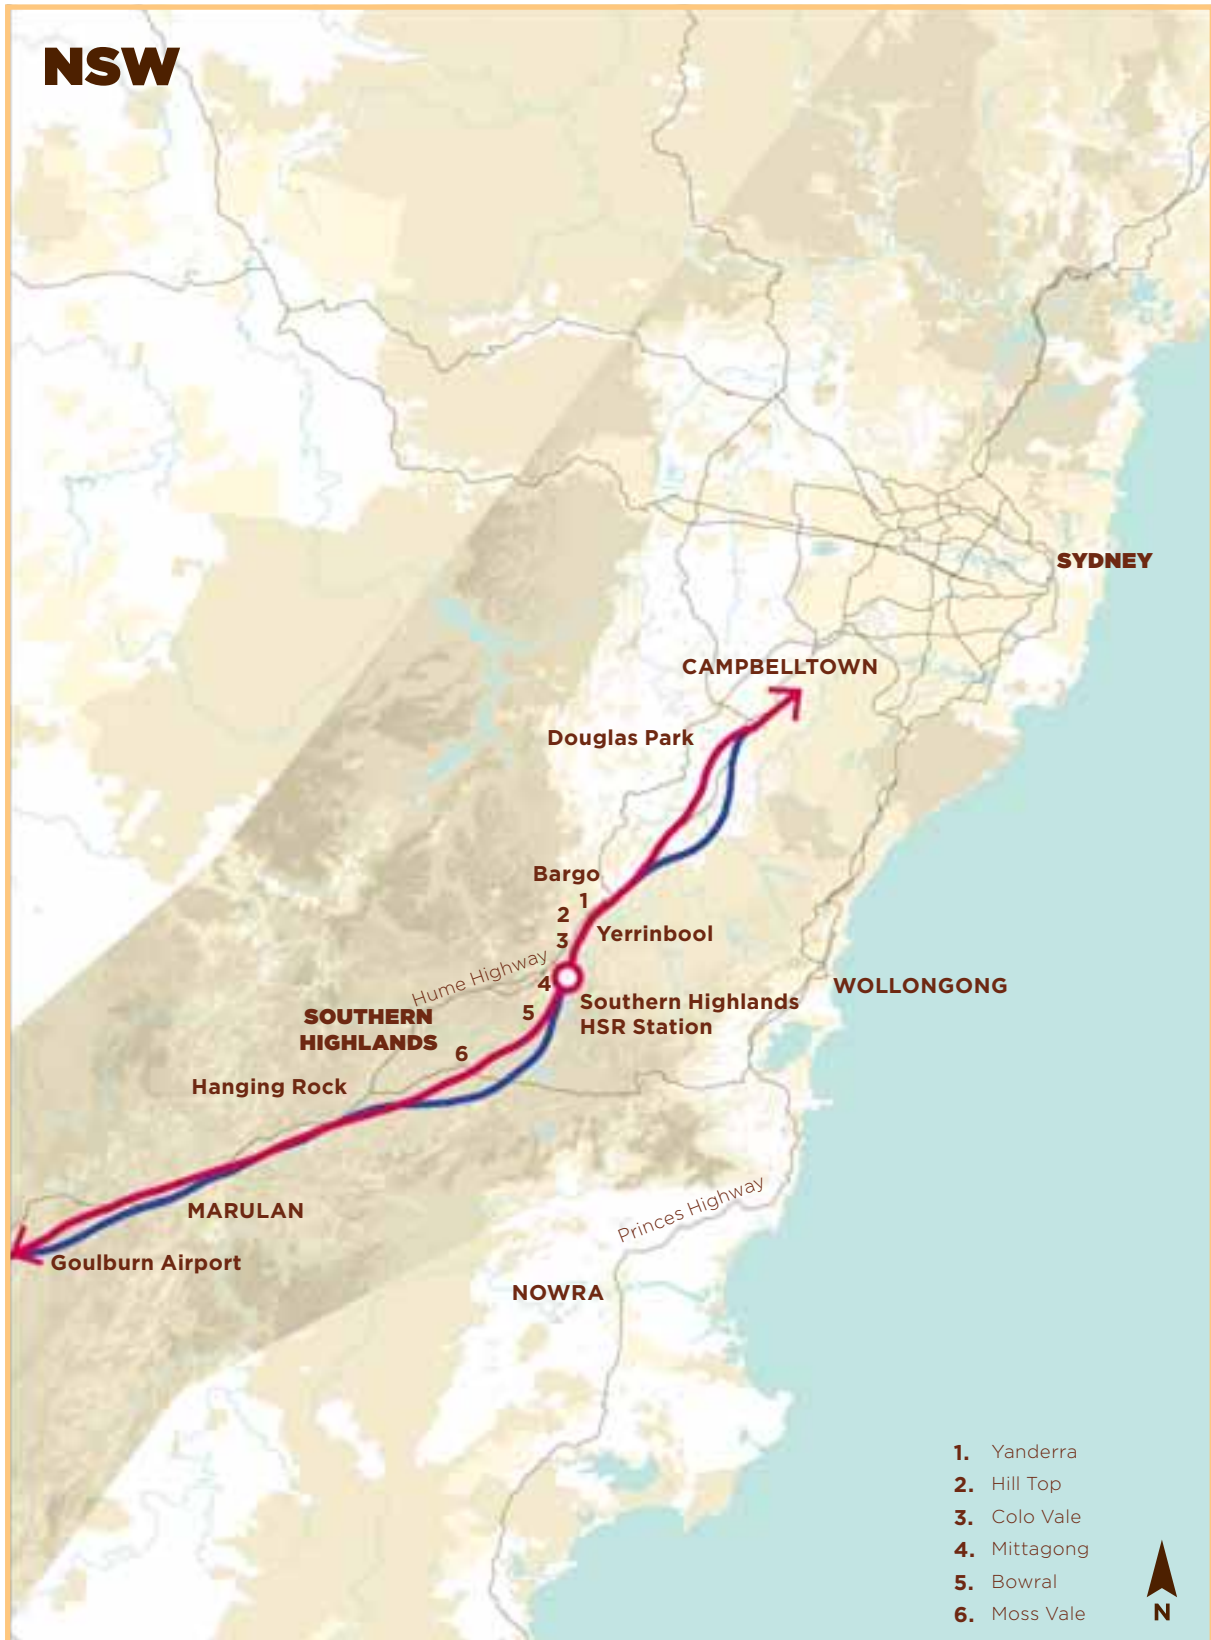 NSW
SYDNEY
CAMPBELLTOWN
Douglas Park
Bargo
1
2
Yerrinbool
3
Hume Highway
4
WOLLONGONG
Southern Highlands
HSR Station
5
SOUTHERN
HIGHLANDS
6
Hanging Rock
Princes Highway
MARULAN
Goulburn Airport
NOWRA
1. Yanderra
2. Hill Top
3. Colo Vale
4. Mittagong
5. Bowral
6. Moss Vale
N